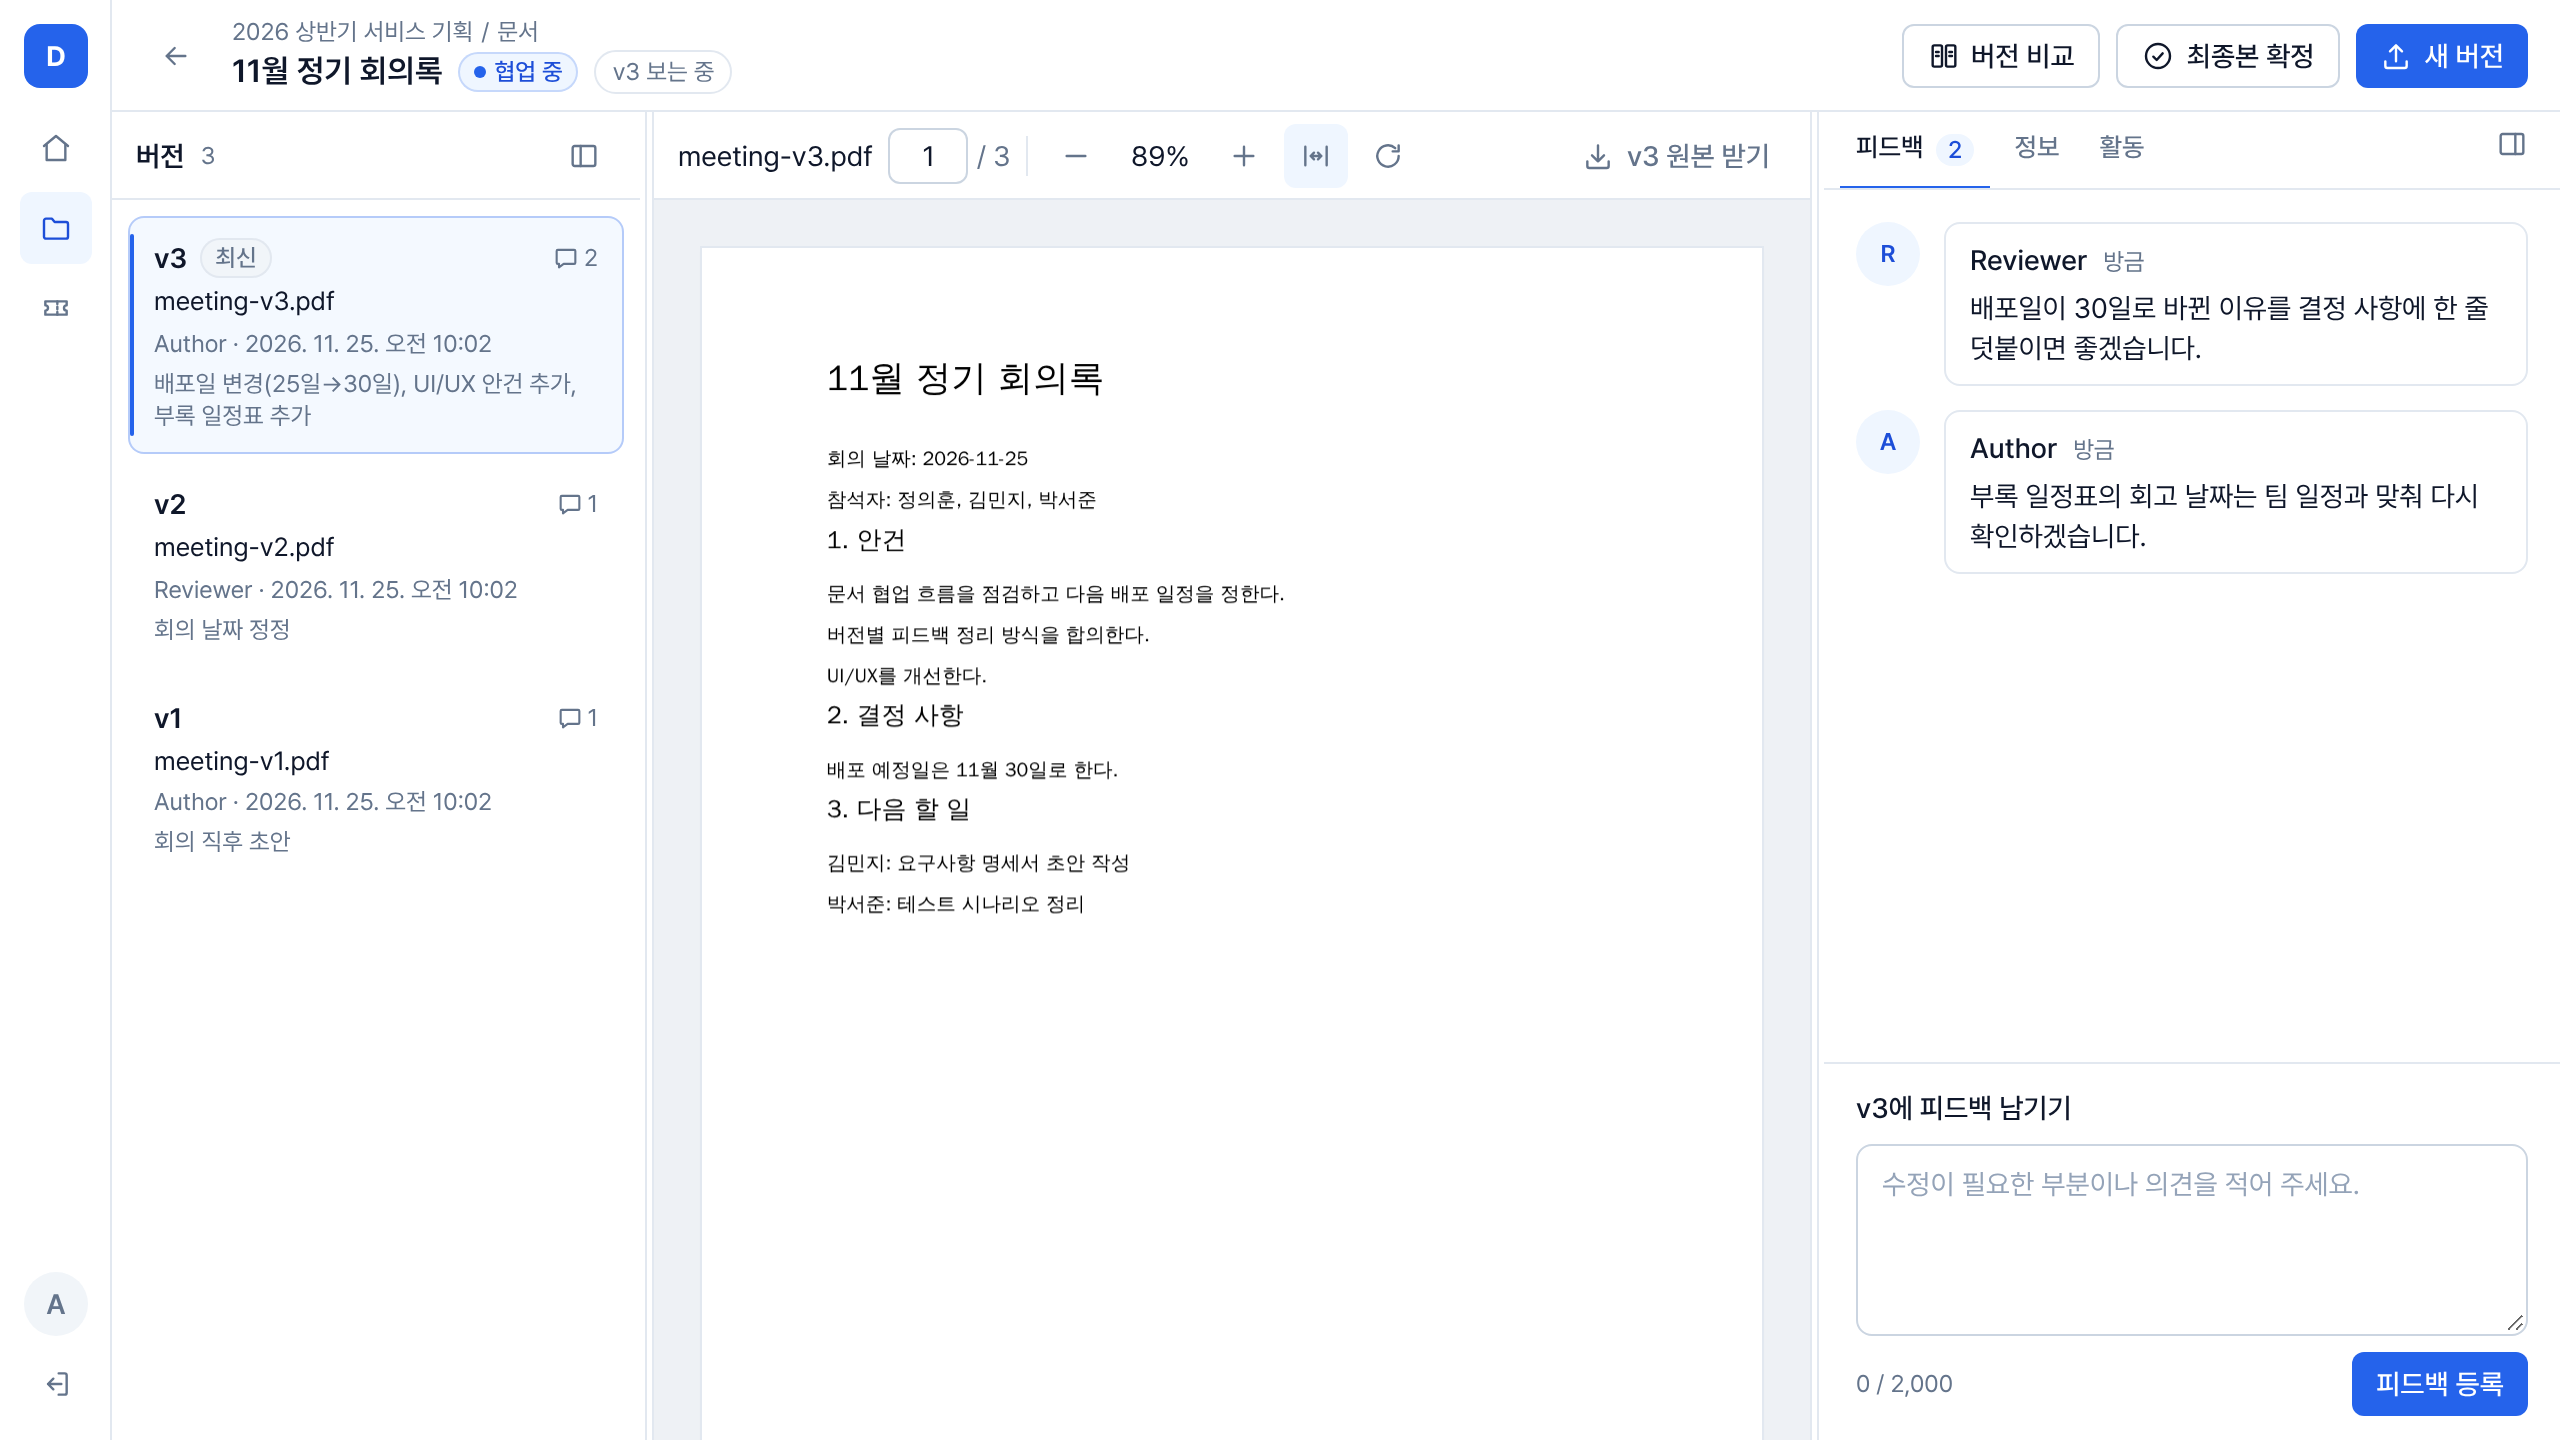 D
2026 상반기 서비스 기획 / 문서
11월 정기 회의록 협업 중 v3 보는 중
버전 비교
최종본 확정
새 버전
버전 3
v3 최신 2
meeting-v3.pdf
Author · 2026. 11. 25. 오전 10:02
배포일 변경(25일→30일), UI/UX 안건 추가,
부록 일정표 추가
v2 1
meeting-v2.pdf
Reviewer · 2026. 11. 25. 오전 10:02
회의 날짜 정정
v1 1
meeting-v1.pdf
Author · 2026. 11. 25. 오전 10:02
회의 직후 초안
A
meeting-v3.pdf 1 / 3 89% v3 원본 받기
11월 정기 회의록
회의 날짜: 2026-11-25
참석자: 정의훈, 김민지, 박서준
1. 안건
문서 협업 흐름을 점검하고 다음 배포 일정을 정한다.
버전별 피드백 정리 방식을 합의한다.
UI/UX를 개선한다.
2. 결정 사항
배포 예정일은 11월 30일로 한다.
3. 다음 할 일
김민지: 요구사항 명세서 초안 작성
박서준: 테스트 시나리오 정리
피드백 2 정보 활동
R
Reviewer 방금
배포일이 30일로 바뀐 이유를 결정 사항에 한 줄
덧붙이면 좋겠습니다.
A
Author 방금
부록 일정표의 회고 날짜는 팀 일정과 맞춰 다시
확인하겠습니다.
v3에 피드백 남기기
수정이 필요한 부분이나 의견을 적어 주세요.
0 / 2,000
피드백 등록